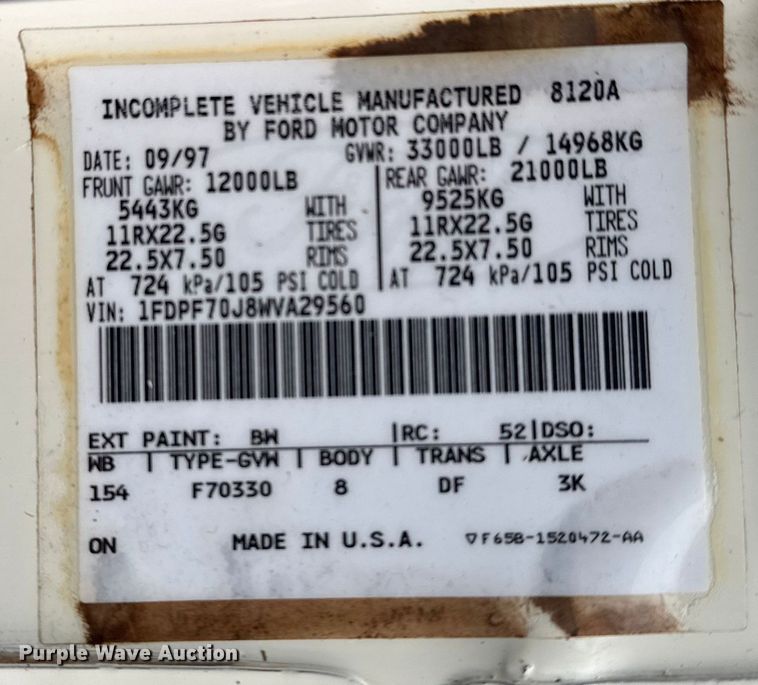 INCOMPLETE VEHICLE MANUFACTURED 8120A
BY FORD MOTOR COMPANY
DATE: 09/97 GVWR: 33000LB / 14968KG
FRUNT GAWR: 12000LB REAR GAWR: 21000LB
5443KG WITH 9525KG WITH
11RX22.5G TIRES 11RX22.5G TIRES
22.5X7.50 RIMS 22.5X7.50 RIMS
AT 724 kPa/105 PSI COLD AT 724 kPa/105 PSI COLD
VIN: 1FDPF70J8WVA29560
EXT PAINT: BW RC: 52 DSO:
WB TYPE-GVW BODY TRANS AXLE
154 F70330 8 DF 3K
ON MADE IN U.S.A. ▽F65B-1520472-AA
Purple Wave Auction